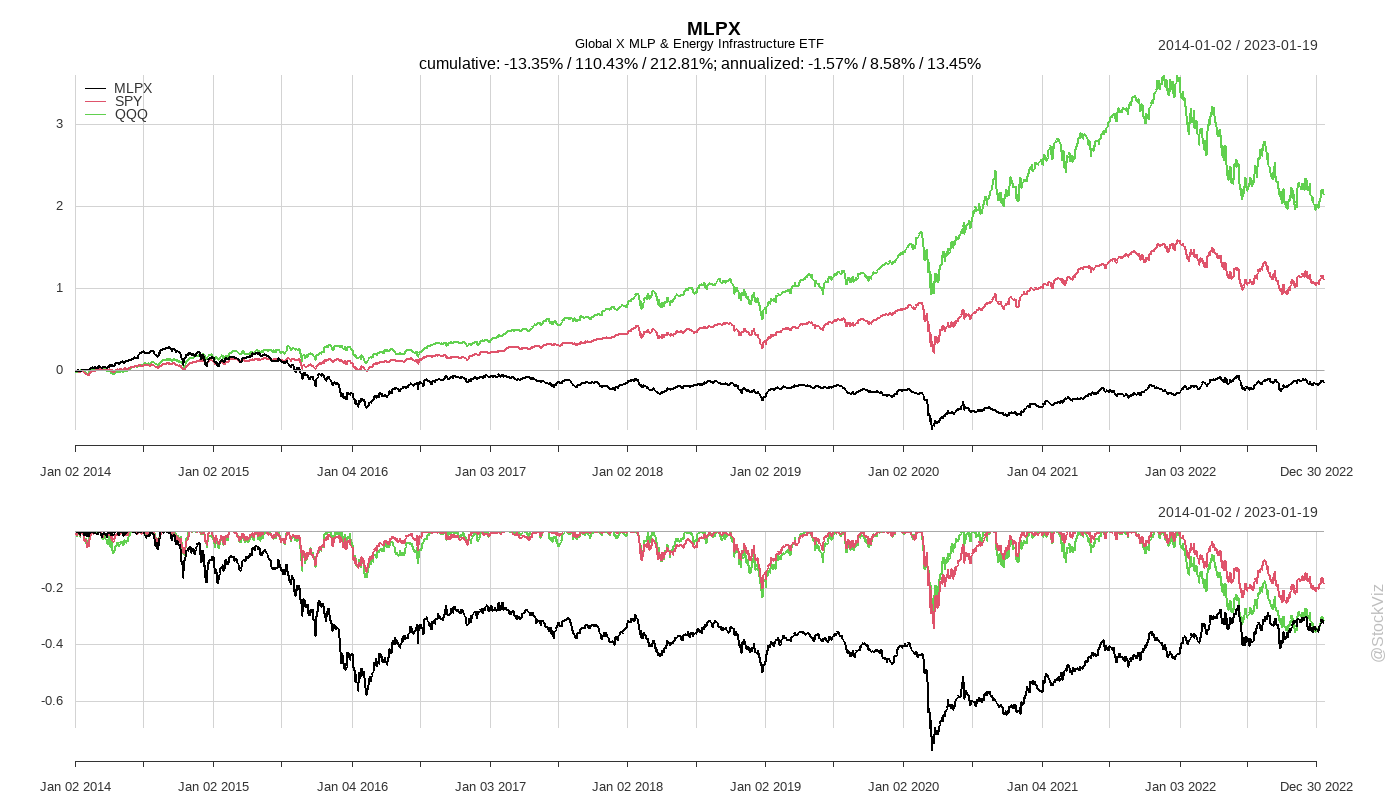 MLPX
Global X MLP & Energy Infrastructure ETF
2014-01-02 / 2023-01-19
cumulative: -13.35% / 110.43% / 212.81%; annualized: -1.57% / 8.58% / 13.45%
MLPX
SPY
QQQ
3
2
1
0
Jan 02 2014 Jan 02 2015 Jan 04 2016 Jan 03 2017 Jan 02 2018 Jan 02 2019 Jan 02 2020 Jan 04 2021 Jan 03 2022 Dec 30 2022
2014-01-02 / 2023-01-19
-0.2
-0.4
-0.6
Jan 02 2014 Jan 02 2015 Jan 04 2016 Jan 03 2017 Jan 02 2018 Jan 02 2019 Jan 02 2020 Jan 04 2021 Jan 03 2022 Dec 30 2022
@StockViz